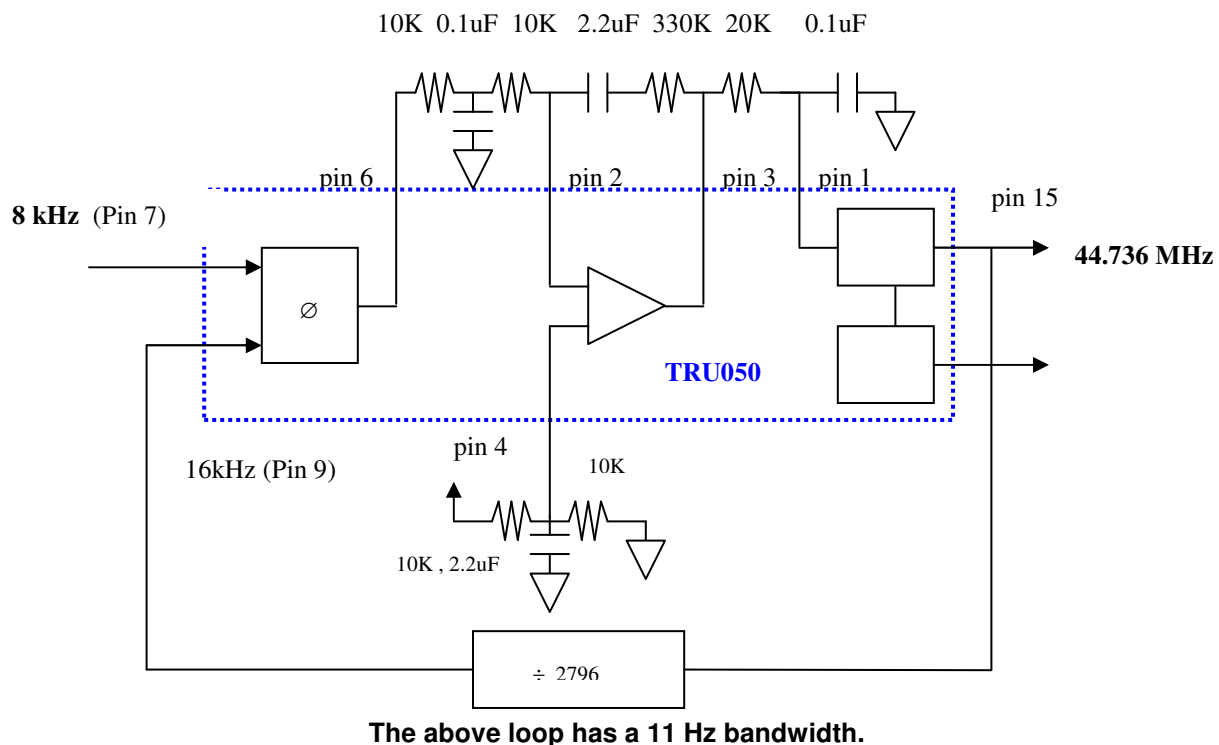 10K 0.1uF 10K 2.2uF 330K 20K 0.1uF
pin 6 pin 2 pin 3 pin 1
pin 15
8 kHz (Pin 7)
44.736 MHz
∅
TRU050
pin 4
16kHz (Pin 9)
10K
10K , 2.2uF
÷ 2796
The above loop has a 11 Hz bandwidth.